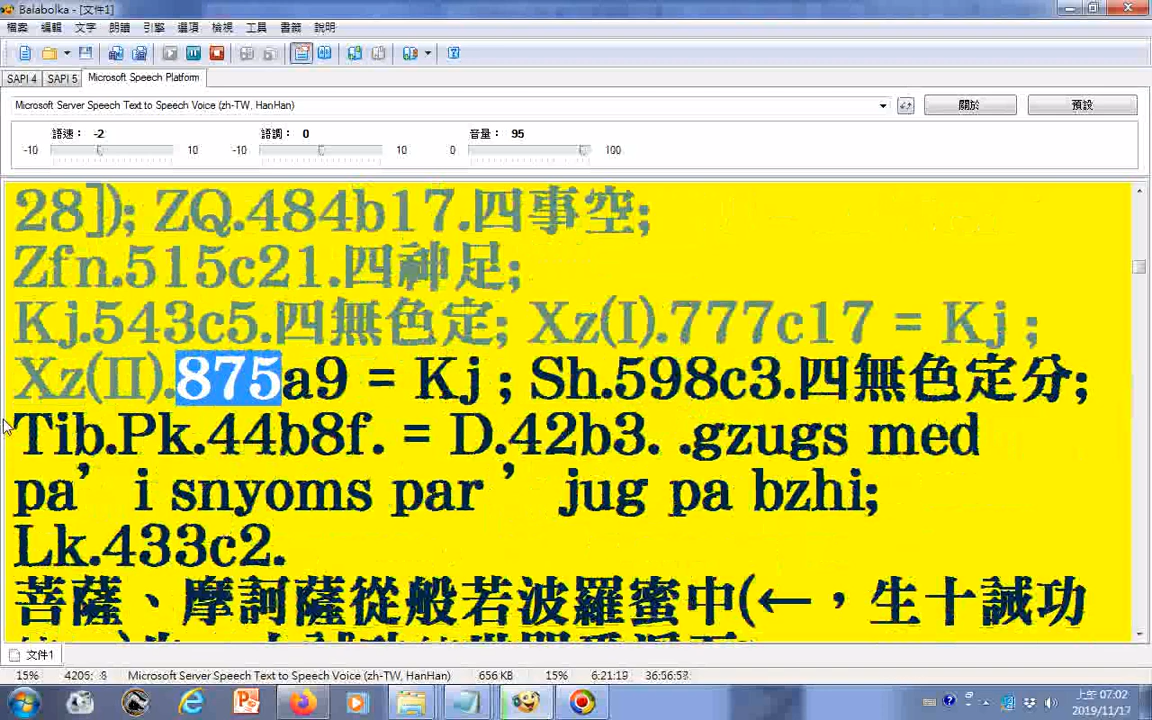 Balabolka - [文件1]
檔案 編輯 文字 朗讀 引擎 選項 檢視 工具 書籤 說明
SAPI 4 SAPI 5 Microsoft Speech Platform
Microsoft Server Speech Text to Speech Voice (zh-TW, HanHan) 關於 預設
語速： -2 語調： 0 音量： 95
-10 10 -10 10 0 100
28]); ZQ.484b17.四事空;
Zfn.515c21.四神足;
Kj.543c5.四無色定; Xz(I).777c17 = Kj ;
Xz(II).875a9 = Kj ; Sh.598c3.四無色定分;
Tib.Pk.44b8f. = D.42b3. .gzugs med
pa’ i snyoms par ’ jug pa bzhi;
Lk.433c2.
菩薩、摩訶薩從般若波羅蜜中(←，生十誡功
文件1
15% 4205: 8 Microsoft Server Speech Text to Speech Voice (zh-TW, HanHan) 656 KB 15% 6:21:19 36:56:58
上午 07:02
2019/11/17